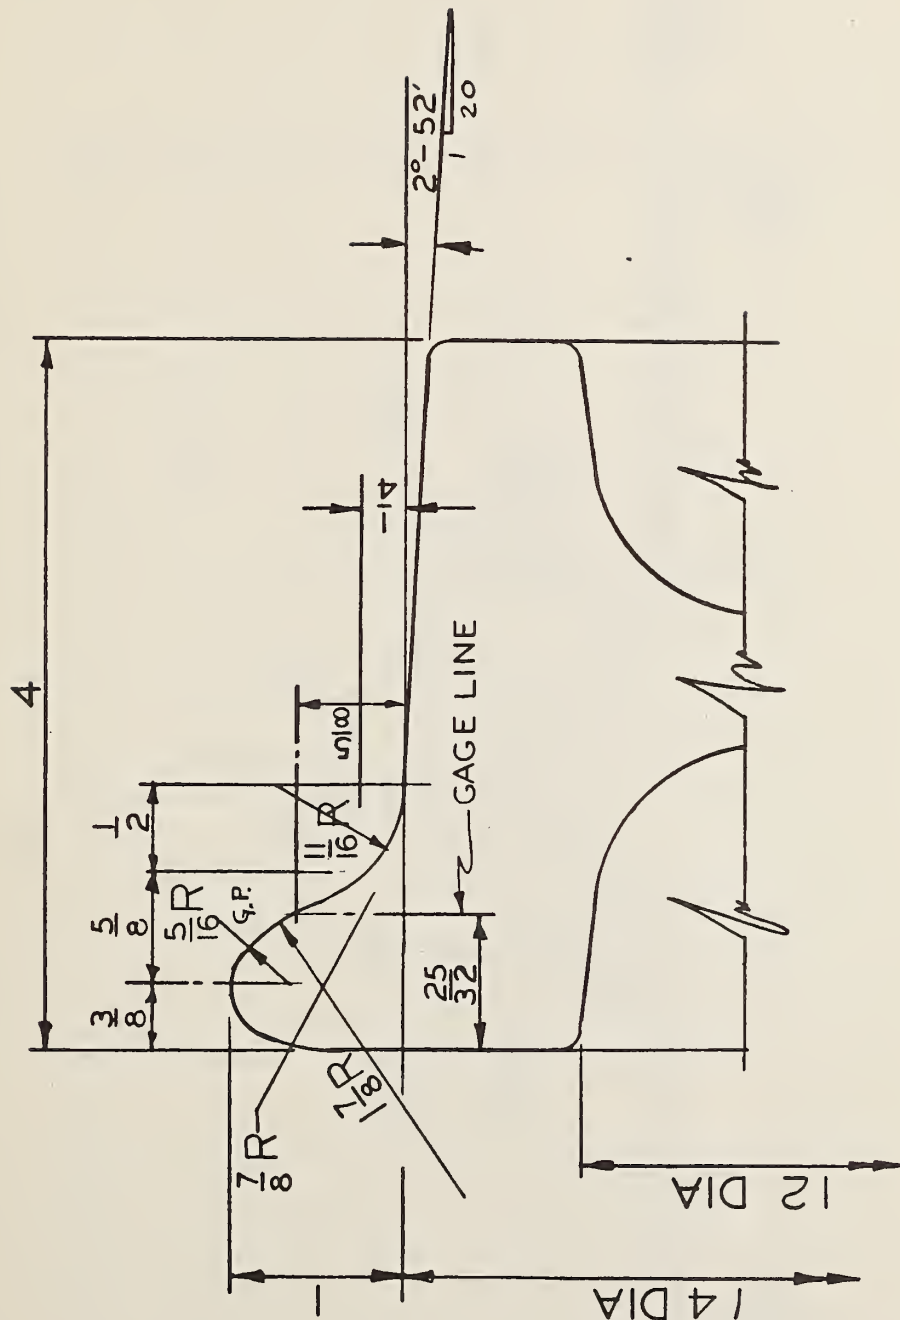 4
1/2
5/8
3/8
5/16 R
G.P.
11/16 R
5/8
1/4
2°-52'
1
20
GAGE LINE
25/32
7/8 R
1 7/8 R
1
14 DIA
12 DIA